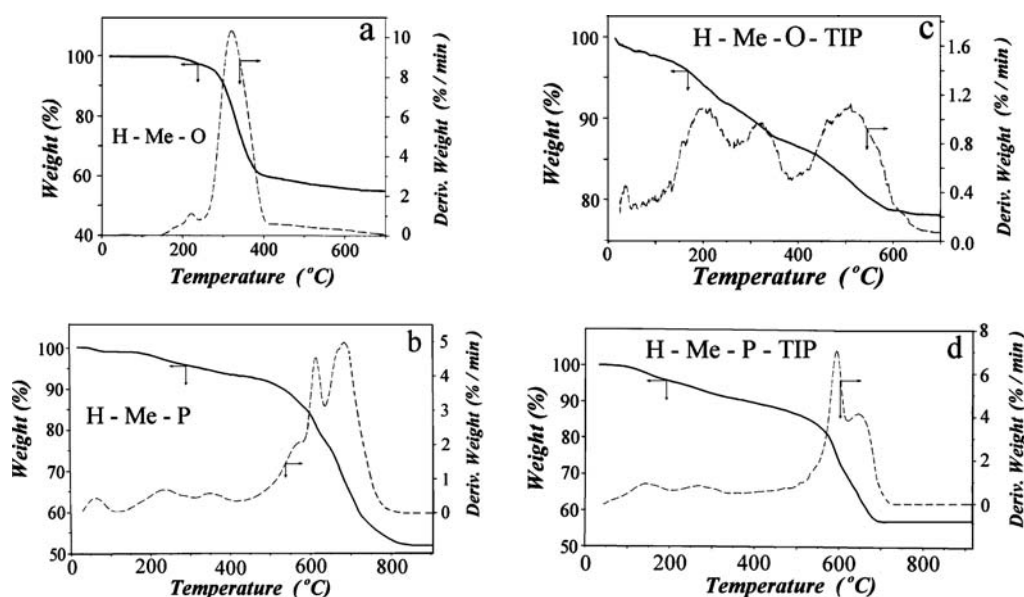 a
H - Me - O
Weight (%)
100
80
60
40
0
200
400
600
Temperature (°C)
10
8
6
4
2
0
Deriv. Weight (% / min)
c
H - Me - O - TIP
Weight (%)
100
90
80
0
200
400
600
Temperature (°C)
1.6
1.2
0.8
0.4
0.0
Deriv. Weight (% / min)
b
H - Me - P
Weight (%)
100
90
80
70
60
50
0
200
400
600
800
Temperature (°C)
5
4
3
2
1
0
Deriv. Weight (% / min)
d
H - Me - P - TIP
Weight (%)
100
90
80
70
60
50
0
200
400
600
800
Temperature (°C)
8
6
4
2
0
Deriv. Weight (% / min)